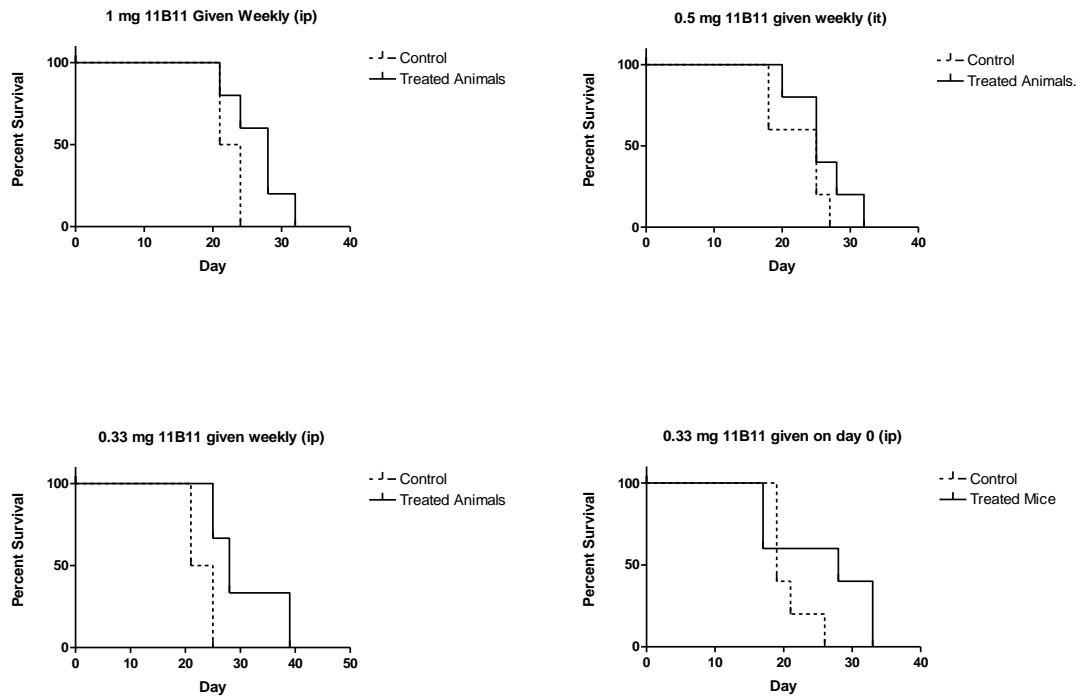 1 mg 11B11 Given Weekly (ip)
Percent Survival
100
50
0
0 10 20 30 40
Day
Control
Treated Animals
0.5 mg 11B11 given weekly (it)
Percent Survival
100
50
0
0 10 20 30 40
Day
Control
Treated Animals.
0.33 mg 11B11 given weekly (ip)
Percent Survival
100
50
0
0 10 20 30 40 50
Day
Control
Treated Animals
0.33 mg 11B11 given on day 0 (ip)
Percent Survival
100
50
0
0 10 20 30 40
Day
Control
Treated Mice